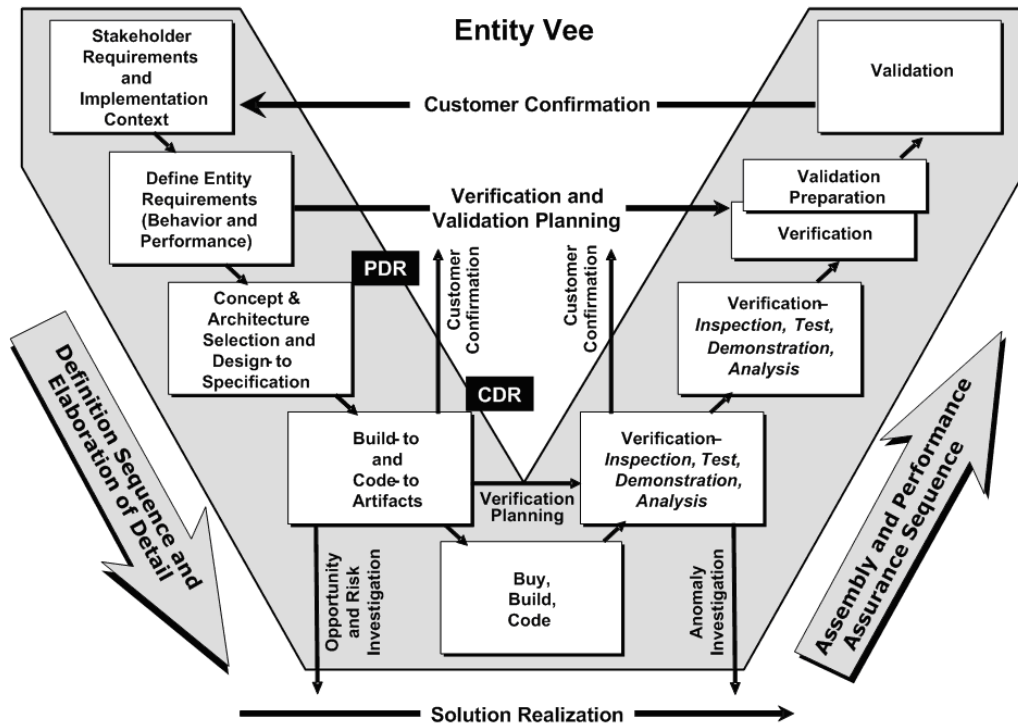 Entity Vee
Stakeholder
Requirements
and
Implementation
Context
Validation
Customer Confirmation
Define Entity
Requirements
(Behavior and
Performance)
Verification and
Validation Planning
Validation
Preparation
Verification
PDR
Concept &
Architecture
Selection and
Design-to
Specification
Customer
Confirmation
Customer
Confirmation
Verification–
Inspection, Test,
Demonstration,
Analysis
CDR
Build-to
and
Code-to
Artifacts
Verification
Planning
Verification–
Inspection, Test,
Demonstration,
Analysis
Buy,
Build,
Code
Opportunity
and Risk
Investigation
Anomaly
Investigation
Definition Sequence and
Elaboration of Detail
Assembly and Performance
Assurance Sequence
Solution Realization